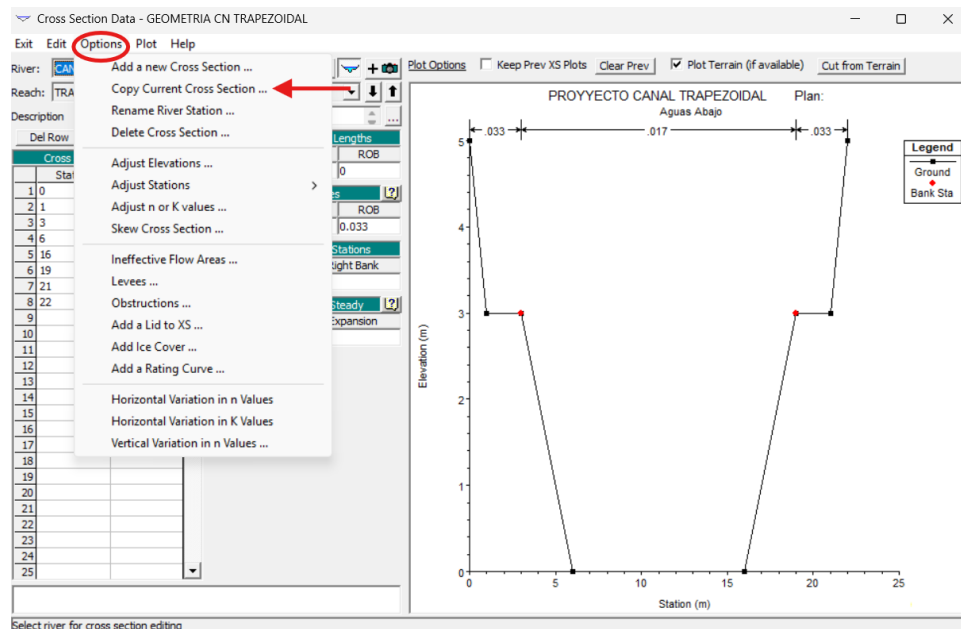 Cross Section Data - GEOMETRIA CN TRAPEZOIDAL
Exit Edit Options Plot Help
River: CAN
Reach: TRA
Description
Del Row
Cross
Stat
1 0
2 1
3 3
4 6
5 16
6 19
7 21
8 22
9
10
11
12
13
14
15
16
17
18
19
20
21
22
23
24
25
Add a new Cross Section ...
Copy Current Cross Section ...
Rename River Station ...
Delete Cross Section ...
Adjust Elevations ...
Adjust Stations
Adjust n or K values ...
Skew Cross Section ...
Ineffective Flow Areas ...
Levees ...
Obstructions ...
Add a Lid to XS ...
Add Ice Cover ...
Add a Rating Curve ...
Horizontal Variation in n Values
Horizontal Variation in K Values
Vertical Variation in n Values ...
...
Lengths
ROB
0
es ?
ROB
0.033
Stations
Right Bank
Steady ?
Expansion
Plot Options Keep Prev XS Plots Clear Prev Plot Terrain (if available) Cut from Terrain
PROYYECTO CANAL TRAPEZOIDAL Plan:
Aguas Abajo
.033 .017 .033
Legend
Ground
Bank Sta
5
4
3
2
1
0
Elevation (m)
0 5 10 15 20 25
Station (m)
Select river for cross section editing